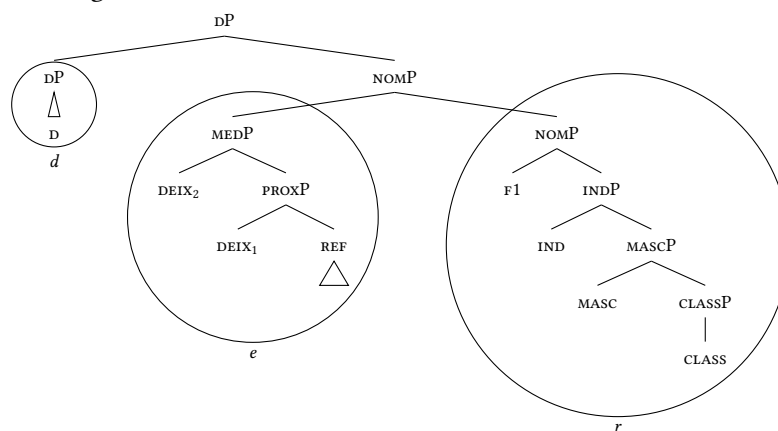 DP
DP NOMP
D MEDP NOMP
d DEIX₂ PROXP F1 INDP
DEIX₁ REF IND MASCP
MASC CLASSP
e CLASS
r